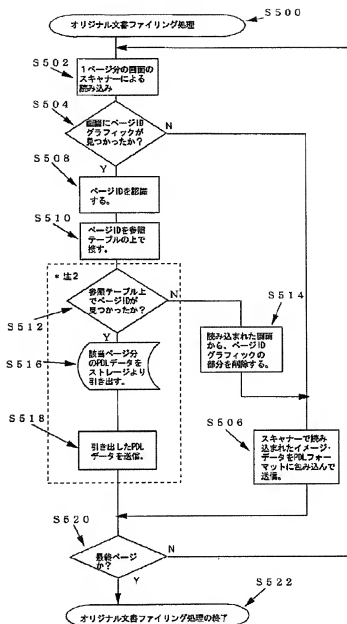 S500
オリジナル文書ファイリング処理
S502
1ページ分の画面の
スキャナーによる
読み込み
S504
画面にページID
グラフィックが
見つかったか?
N
Y
S508
ページIDを認識
する。
S510
ページIDを参照
テーブルの上で
捜す。
* 注2
参照テーブル上
でページIDが
見つかったか?
N
S514
S512
Y
読み込まれた画面
から、ページID
グラフィックの
部分を削除する。
S516
該当ページ分
のPDLデータを
ストレージより
引き出す。
S518
引き出したPDL
データを送信。
S506
スキャナーで読み
込まれたイメージ・
データをPDLフォー
マットに包み込んで
送信。
S520
最終ページ
か?
N
Y
S522
オリジナル文書ファイリング処理の終了